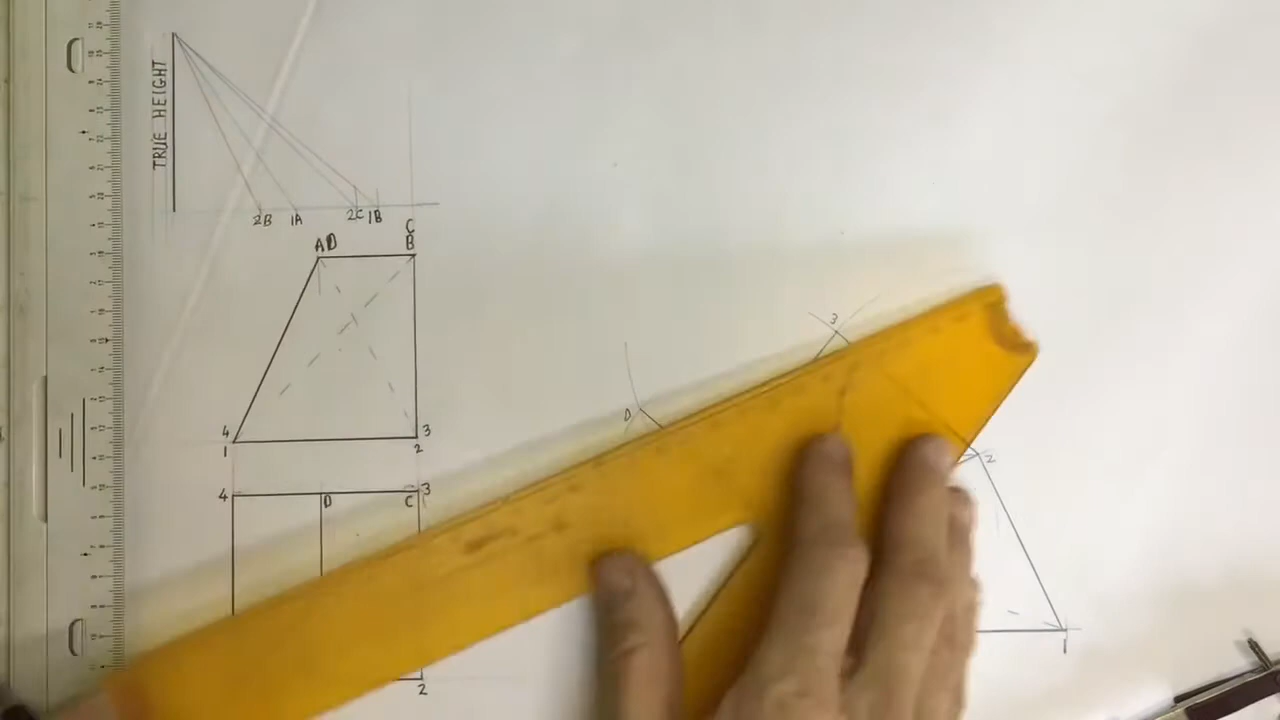 TRUE HEIGHT
2B 1A 2C 1B
C
AD B
4 3
1 2
4 D C 3
2
3
D
2
1